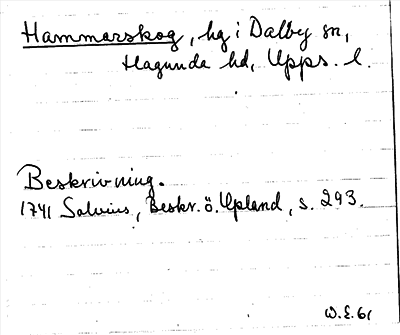 Hammarskog, hg i Dalby sn,
Hagunda hd, Upps. l.
Beskrivning.
1741 Salvius, Beskr. ö. Upland, s. 293.
W.E. 61